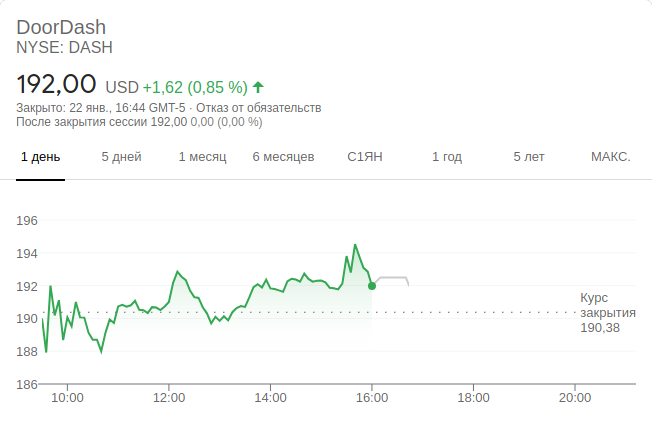 DoorDash
NYSE: DASH
192,00 USD +1,62 (0,85 %)
Закрыто: 22 янв., 16:44 GMT-5 · Отказ от обязательств
После закрытия сессии 192,00 0,00 (0,00 %)
1 день 5 дней 1 месяц 6 месяцев С1ЯН 1 год 5 лет МАКС.
196
194
192
190
188
186
Курс
закрытия
190,38
10:00 12:00 14:00 16:00 18:00 20:00